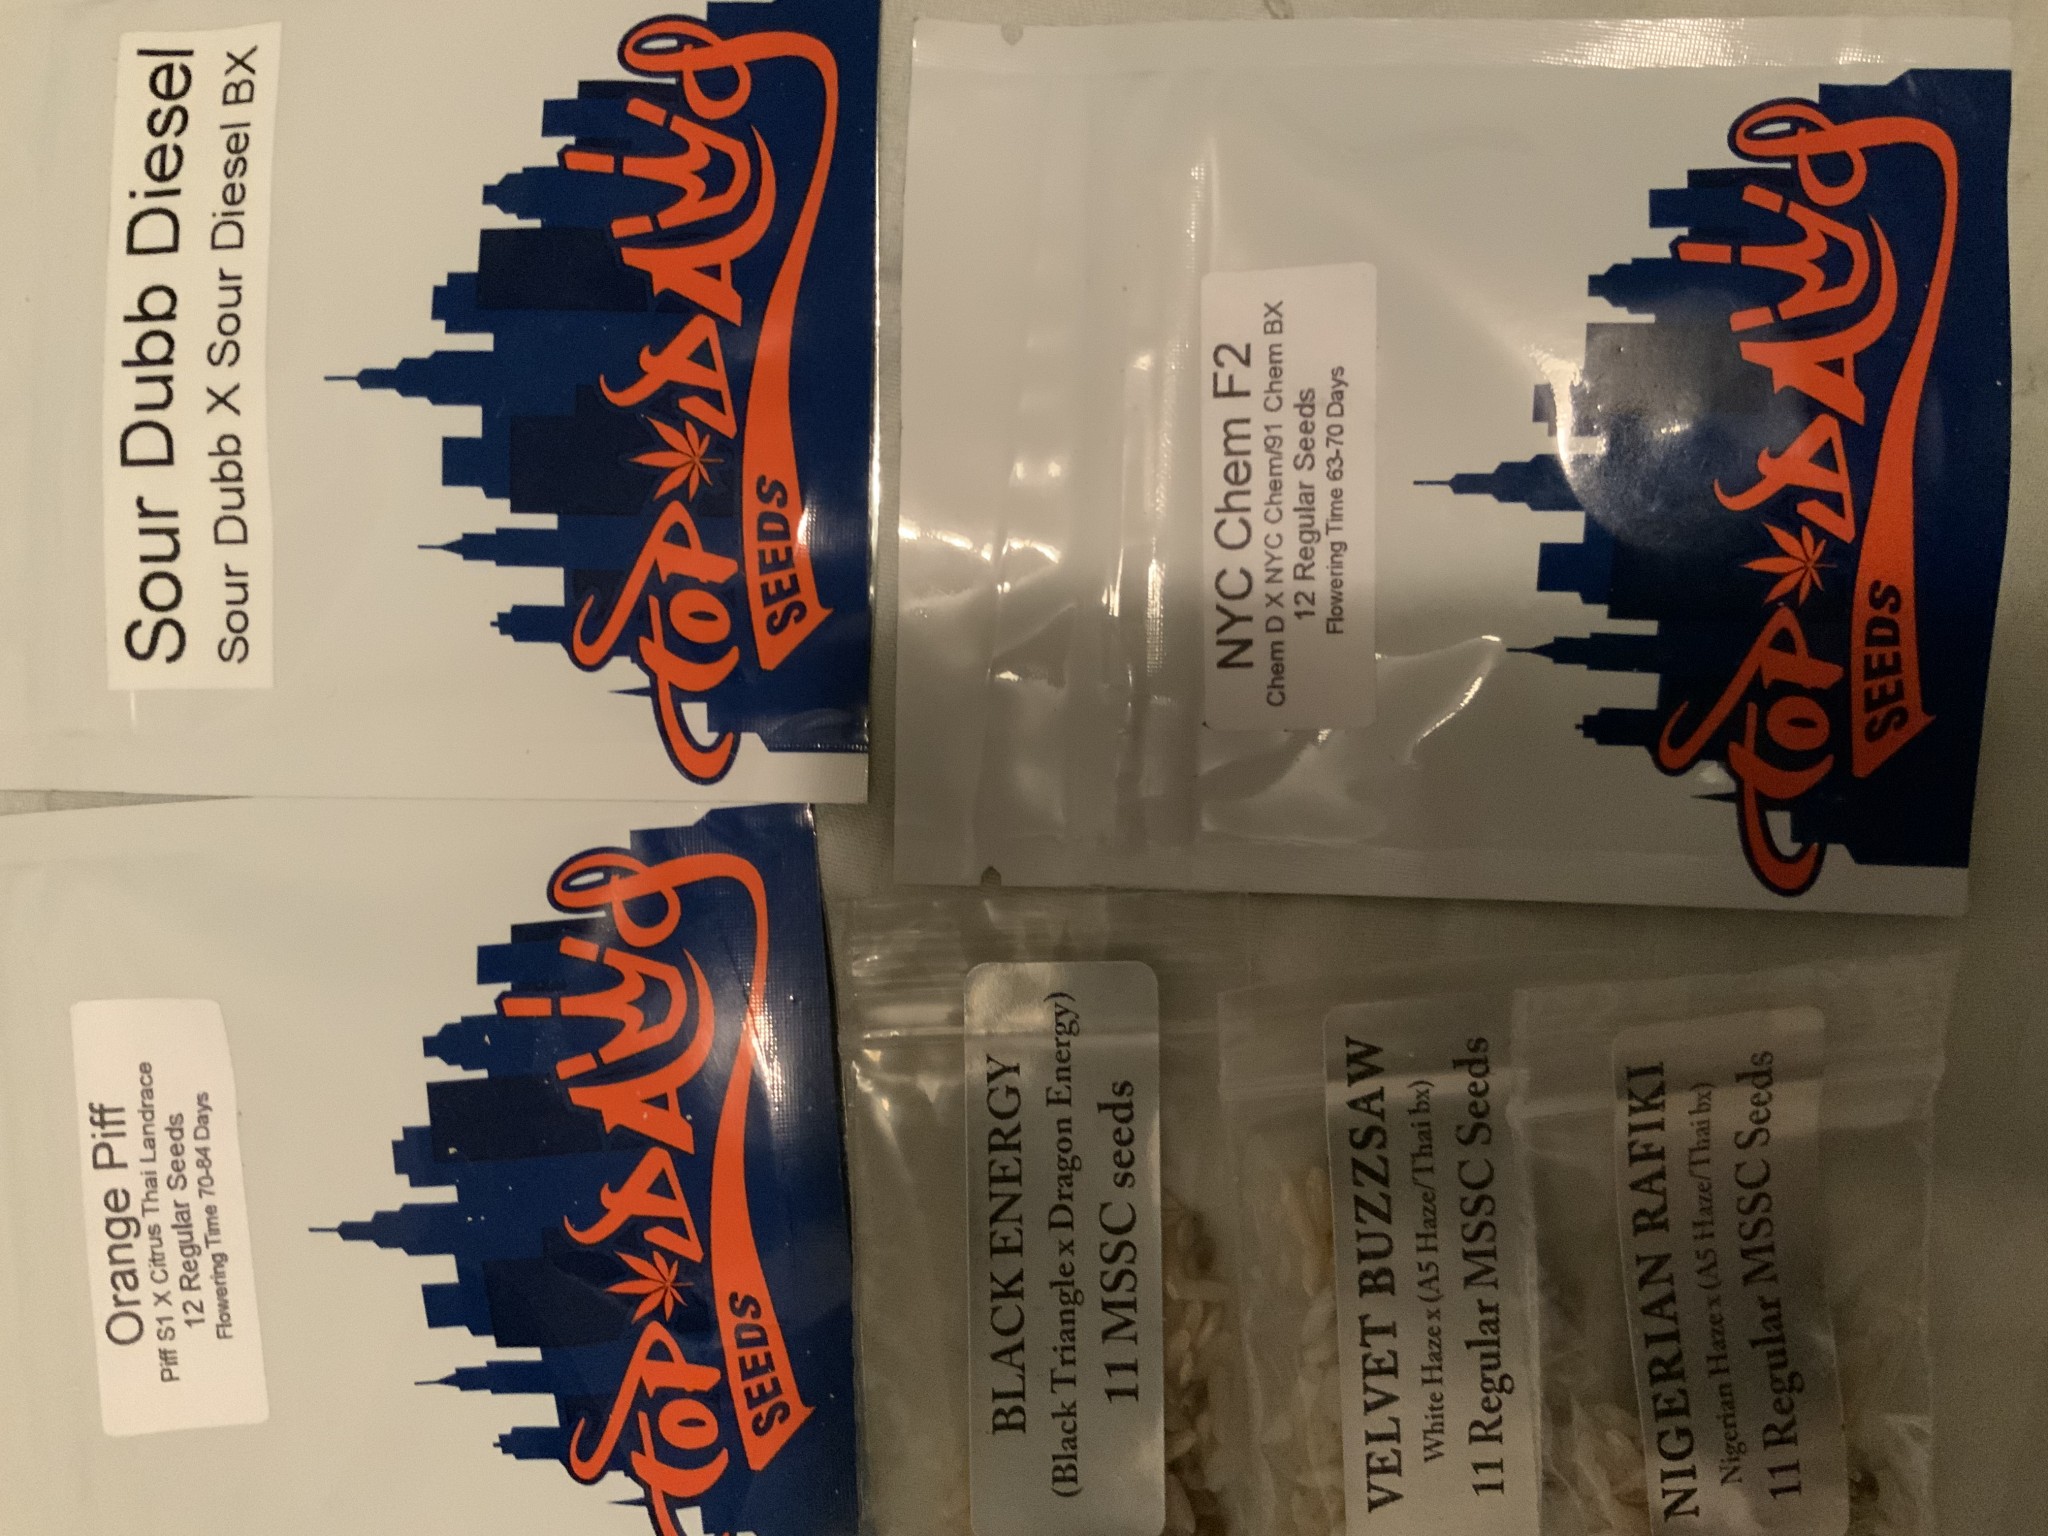 Sour Dubb Diesel
Sour Dubb X Sour Diesel BX
TOP DAWG
SEEDS
NYC Chem F2
Chem D X NYC Chem/91 Chem BX
12 Regular Seeds
Flowering Time 63-70 Days
TOP DAWG
SEEDS
Orange Piff
Piff S1 X Citrus Thai Landrace
12 Regular Seeds
Flowering Time 70-84 Days
TOP DAWG
SEEDS
BLACK ENERGY
(Black Triangle x Dragon Energy)
11 MSSC seeds
VELVET BUZZSAW
White Haze x (A5 Haze/Thai bx)
11 Regular MSSC Seeds
NIGERIAN RAFIKI
Nigerian Haze x (A5 Haze/Thai bx)
11 Regular MSSC Seeds